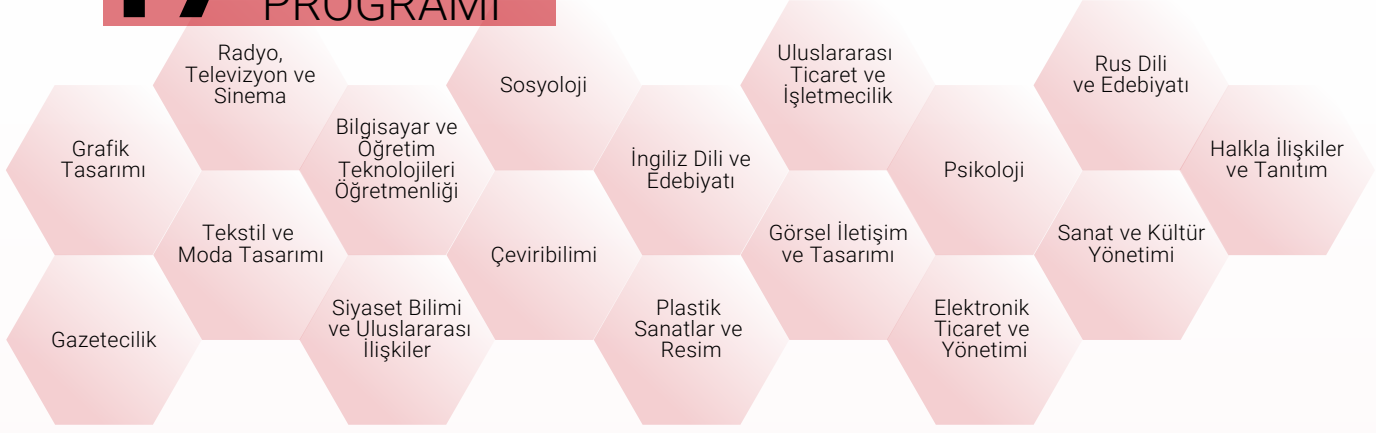 PROGRAMI
Radyo,
Televizyon ve
Sinema
Sosyoloji
Uluslararası
Ticaret ve
İşletmecilik
Rus Dili
ve Edebiyatı
Grafik
Tasarımı
Bilgisayar ve
Öğretim
Teknolojileri
Öğretmenliği
İngiliz Dili ve
Edebiyatı
Psikoloji
Halkla İlişkiler
ve Tanıtım
Tekstil ve
Moda Tasarımı
Çeviribilimi
Görsel İletişim
ve Tasarımı
Sanat ve Kültür
Yönetimi
Gazetecilik
Siyaset Bilimi
ve Uluslararası
İlişkiler
Plastik
Sanatlar ve
Resim
Elektronik
Ticaret ve
Yönetimi